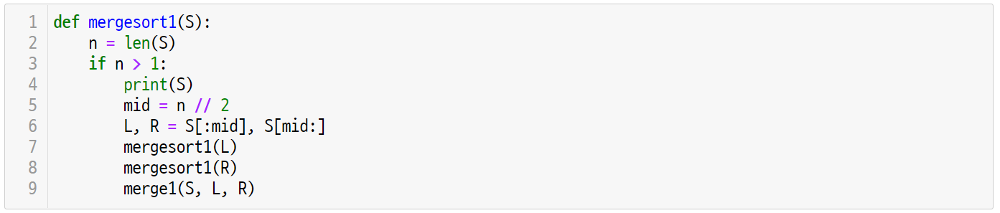 1 def mergesort1(S):
2     n = len(S)
3     if n > 1:
4         print(S)
5         mid = n // 2
6         L, R = S[:mid], S[mid:]
7         mergesort1(L)
8         mergesort1(R)
9         merge1(S, L, R)